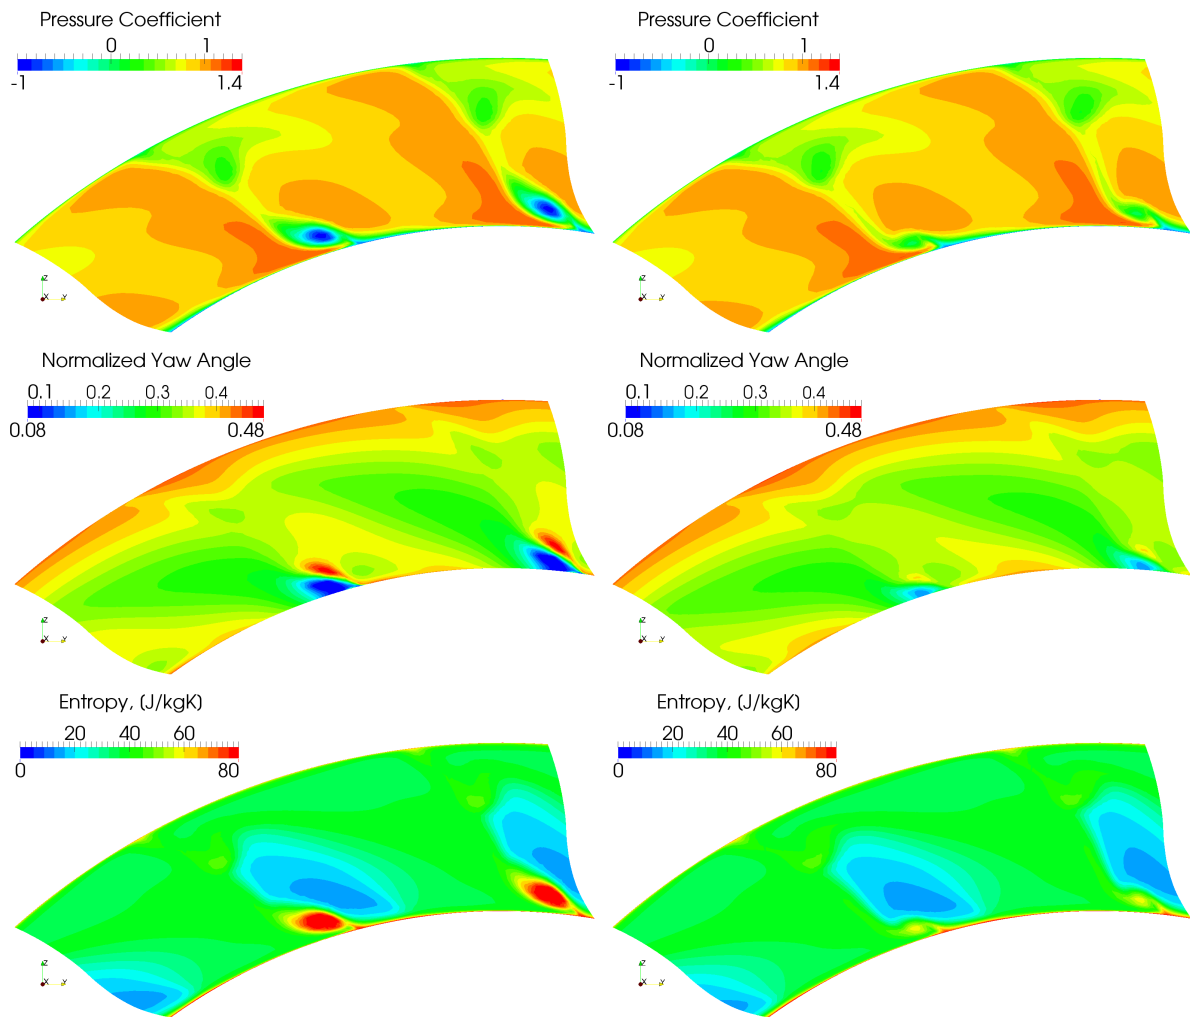 Pressure Coefficient
0 1
-1 1.4
Z
X Y
Pressure Coefficient
0 1
-1 1.4
Z
X Y
Normalized Yaw Angle
0.1 0.2 0.3 0.4
0.08 0.48
Z
X Y
Normalized Yaw Angle
0.1 0.2 0.3 0.4
0.08 0.48
Z
X Y
Entropy, (J/kgK)
20 40 60
0 80
Z
X Y
Entropy, (J/kgK)
20 40 60
0 80
Z
X Y